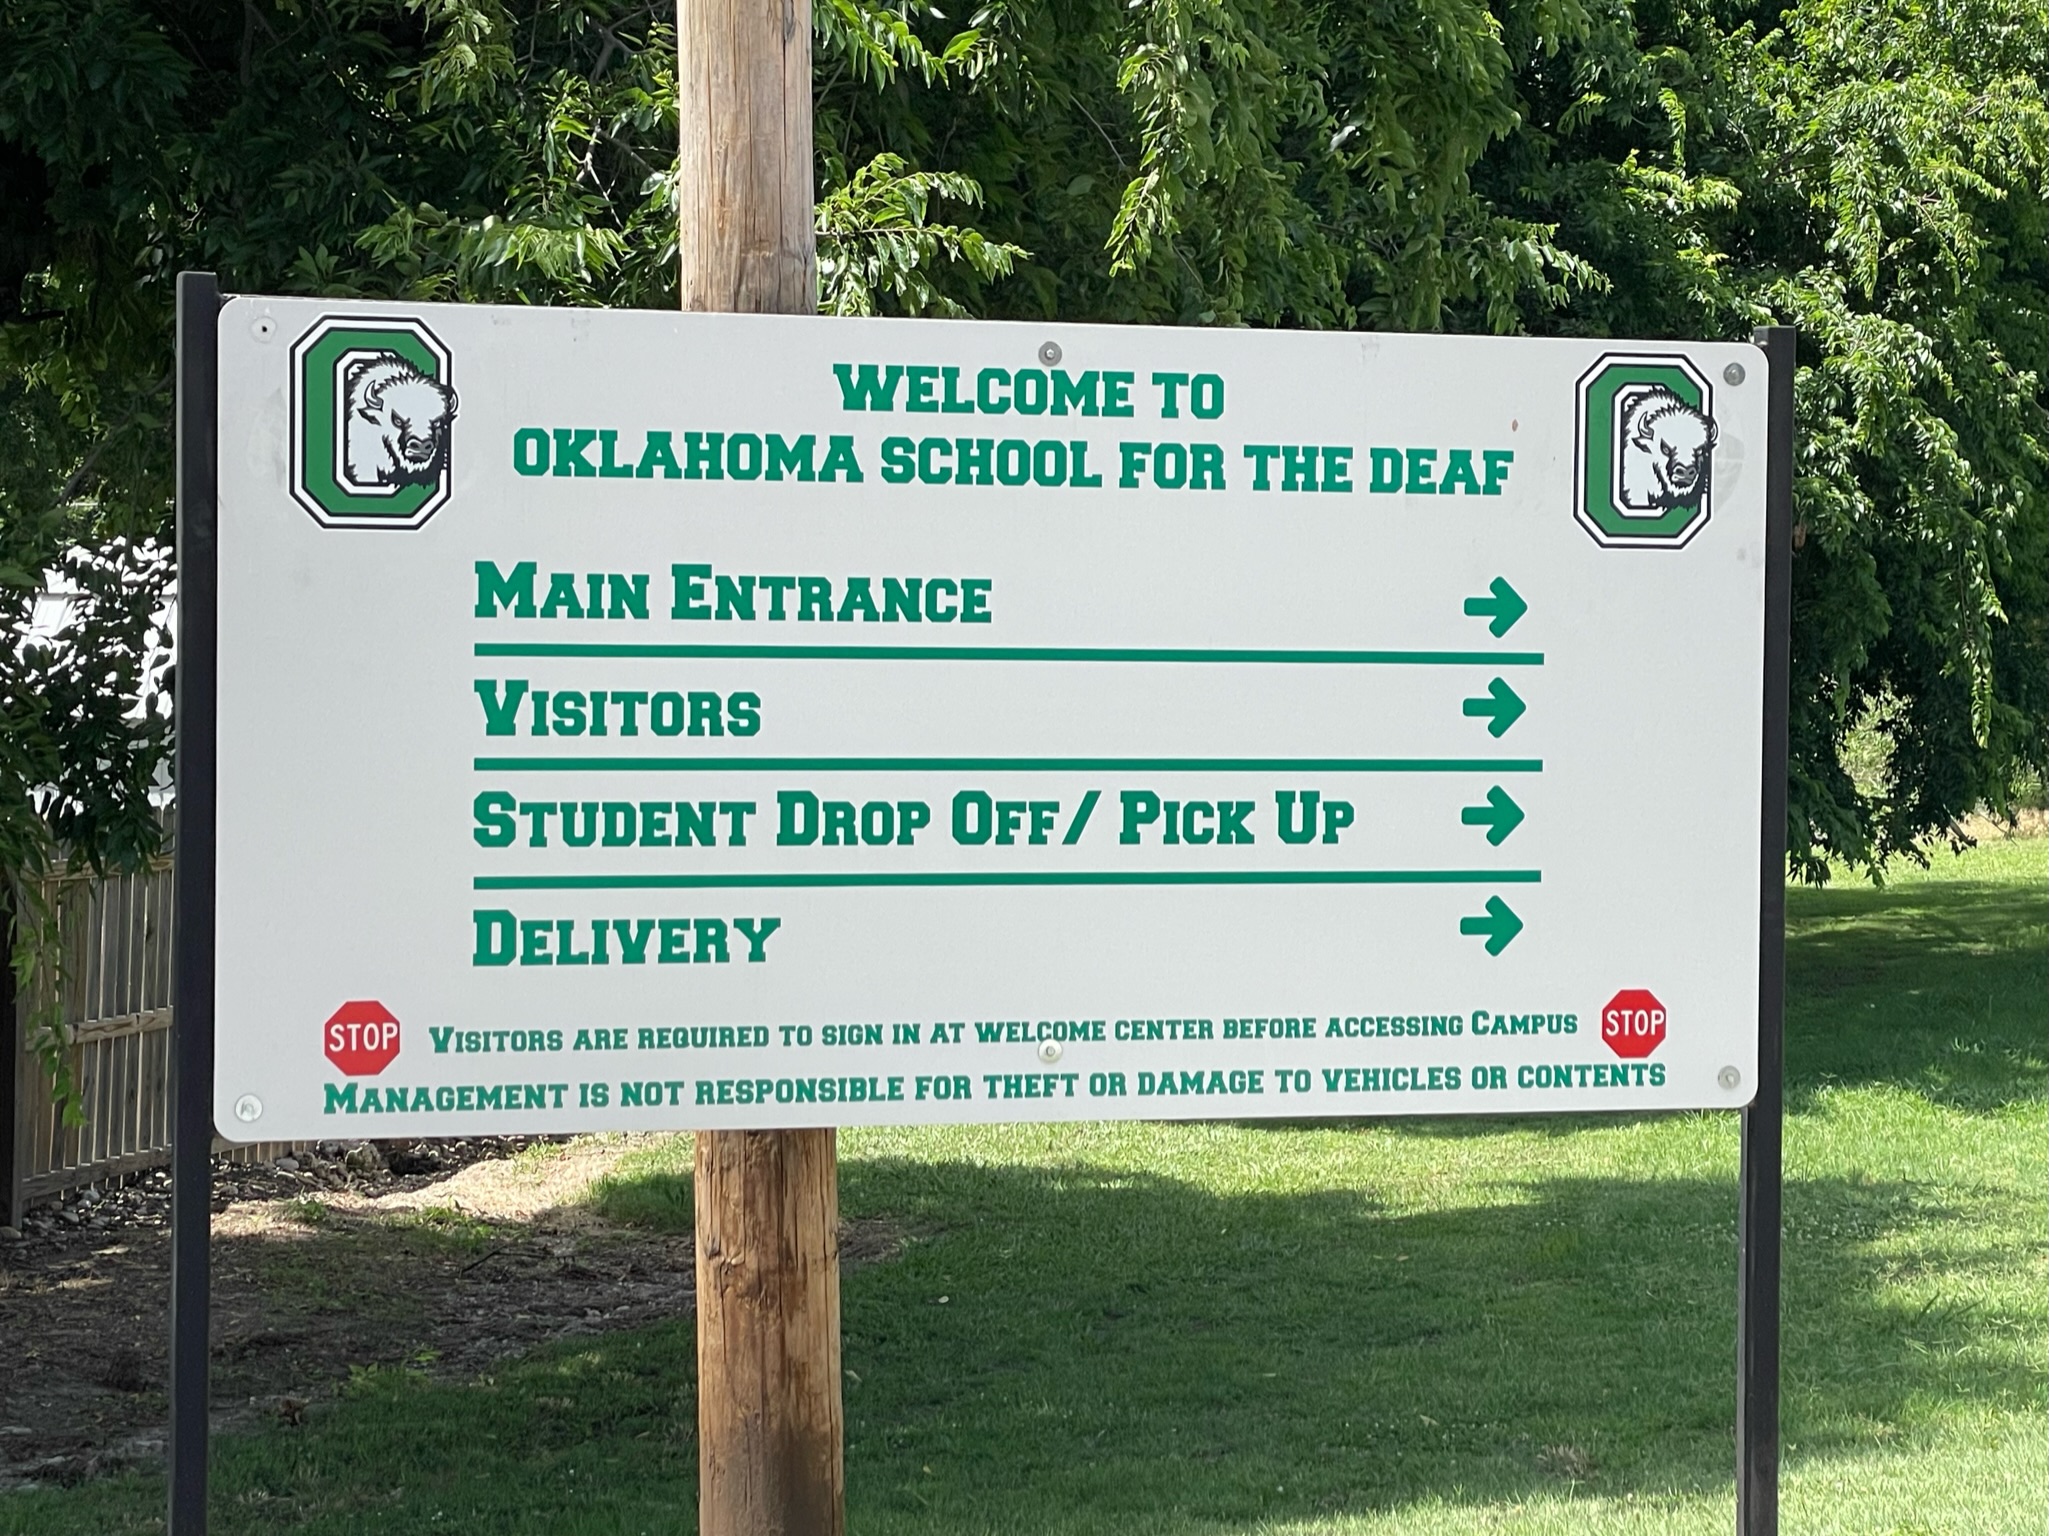 WELCOME TO
OKLAHOMA SCHOOL FOR THE DEAF
MAIN ENTRANCE
VISITORS
STUDENT DROP OFF/ PICK UP
DELIVERY
STOP VISITORS ARE REQUIRED TO SIGN IN AT WELCOME CENTER BEFORE ACCESSING CAMPUS STOP
MANAGEMENT IS NOT RESPONSIBLE FOR THEFT OR DAMAGE TO VEHICLES OR CONTENTS